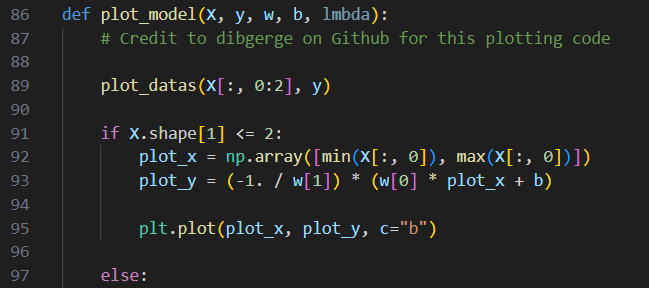 86 def plot_model(X, y, w, b, lmbda):
87     # Credit to dibgerge on Github for this plotting code
88
89     plot_datas(X[:, 0:2], y)
90
91     if X.shape[1] <= 2:
92         plot_x = np.array([min(X[:, 0]), max(X[:, 0])])
93         plot_y = (-1. / w[1]) * (w[0] * plot_x + b)
94
95         plt.plot(plot_x, plot_y, c="b")
96
97     else: